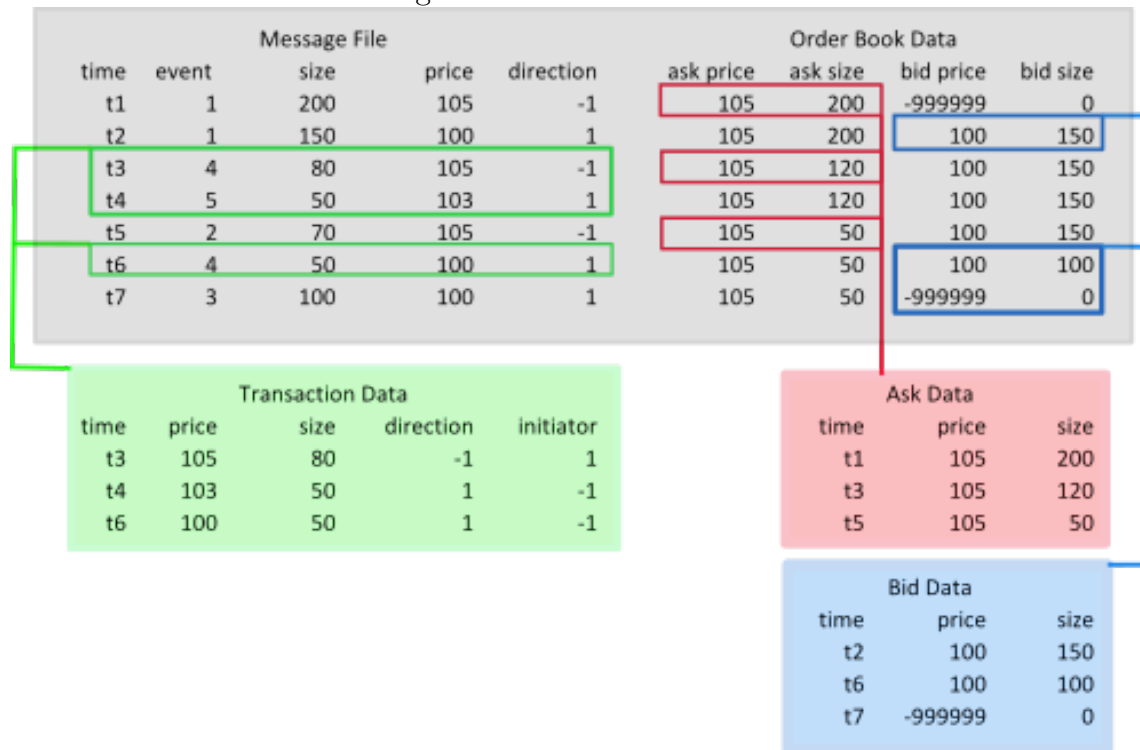 Message File Order Book Data
time event size price direction ask price ask size bid price bid size
t1 1 200 105 -1 105 200 -999999 0
t2 1 150 100 1 105 200 100 150
t3 4 80 105 -1 105 120 100 150
t4 5 50 103 1 105 120 100 150
t5 2 70 105 -1 105 50 100 150
t6 4 50 100 1 105 50 100 100
t7 3 100 100 1 105 50 -999999 0
Transaction Data
time price size direction initiator
t3 105 80 -1 1
t4 103 50 1 -1
t6 100 50 1 -1
Ask Data
time price size
t1 105 200
t3 105 120
t5 105 50
Bid Data
time price size
t2 100 150
t6 100 100
t7 -999999 0